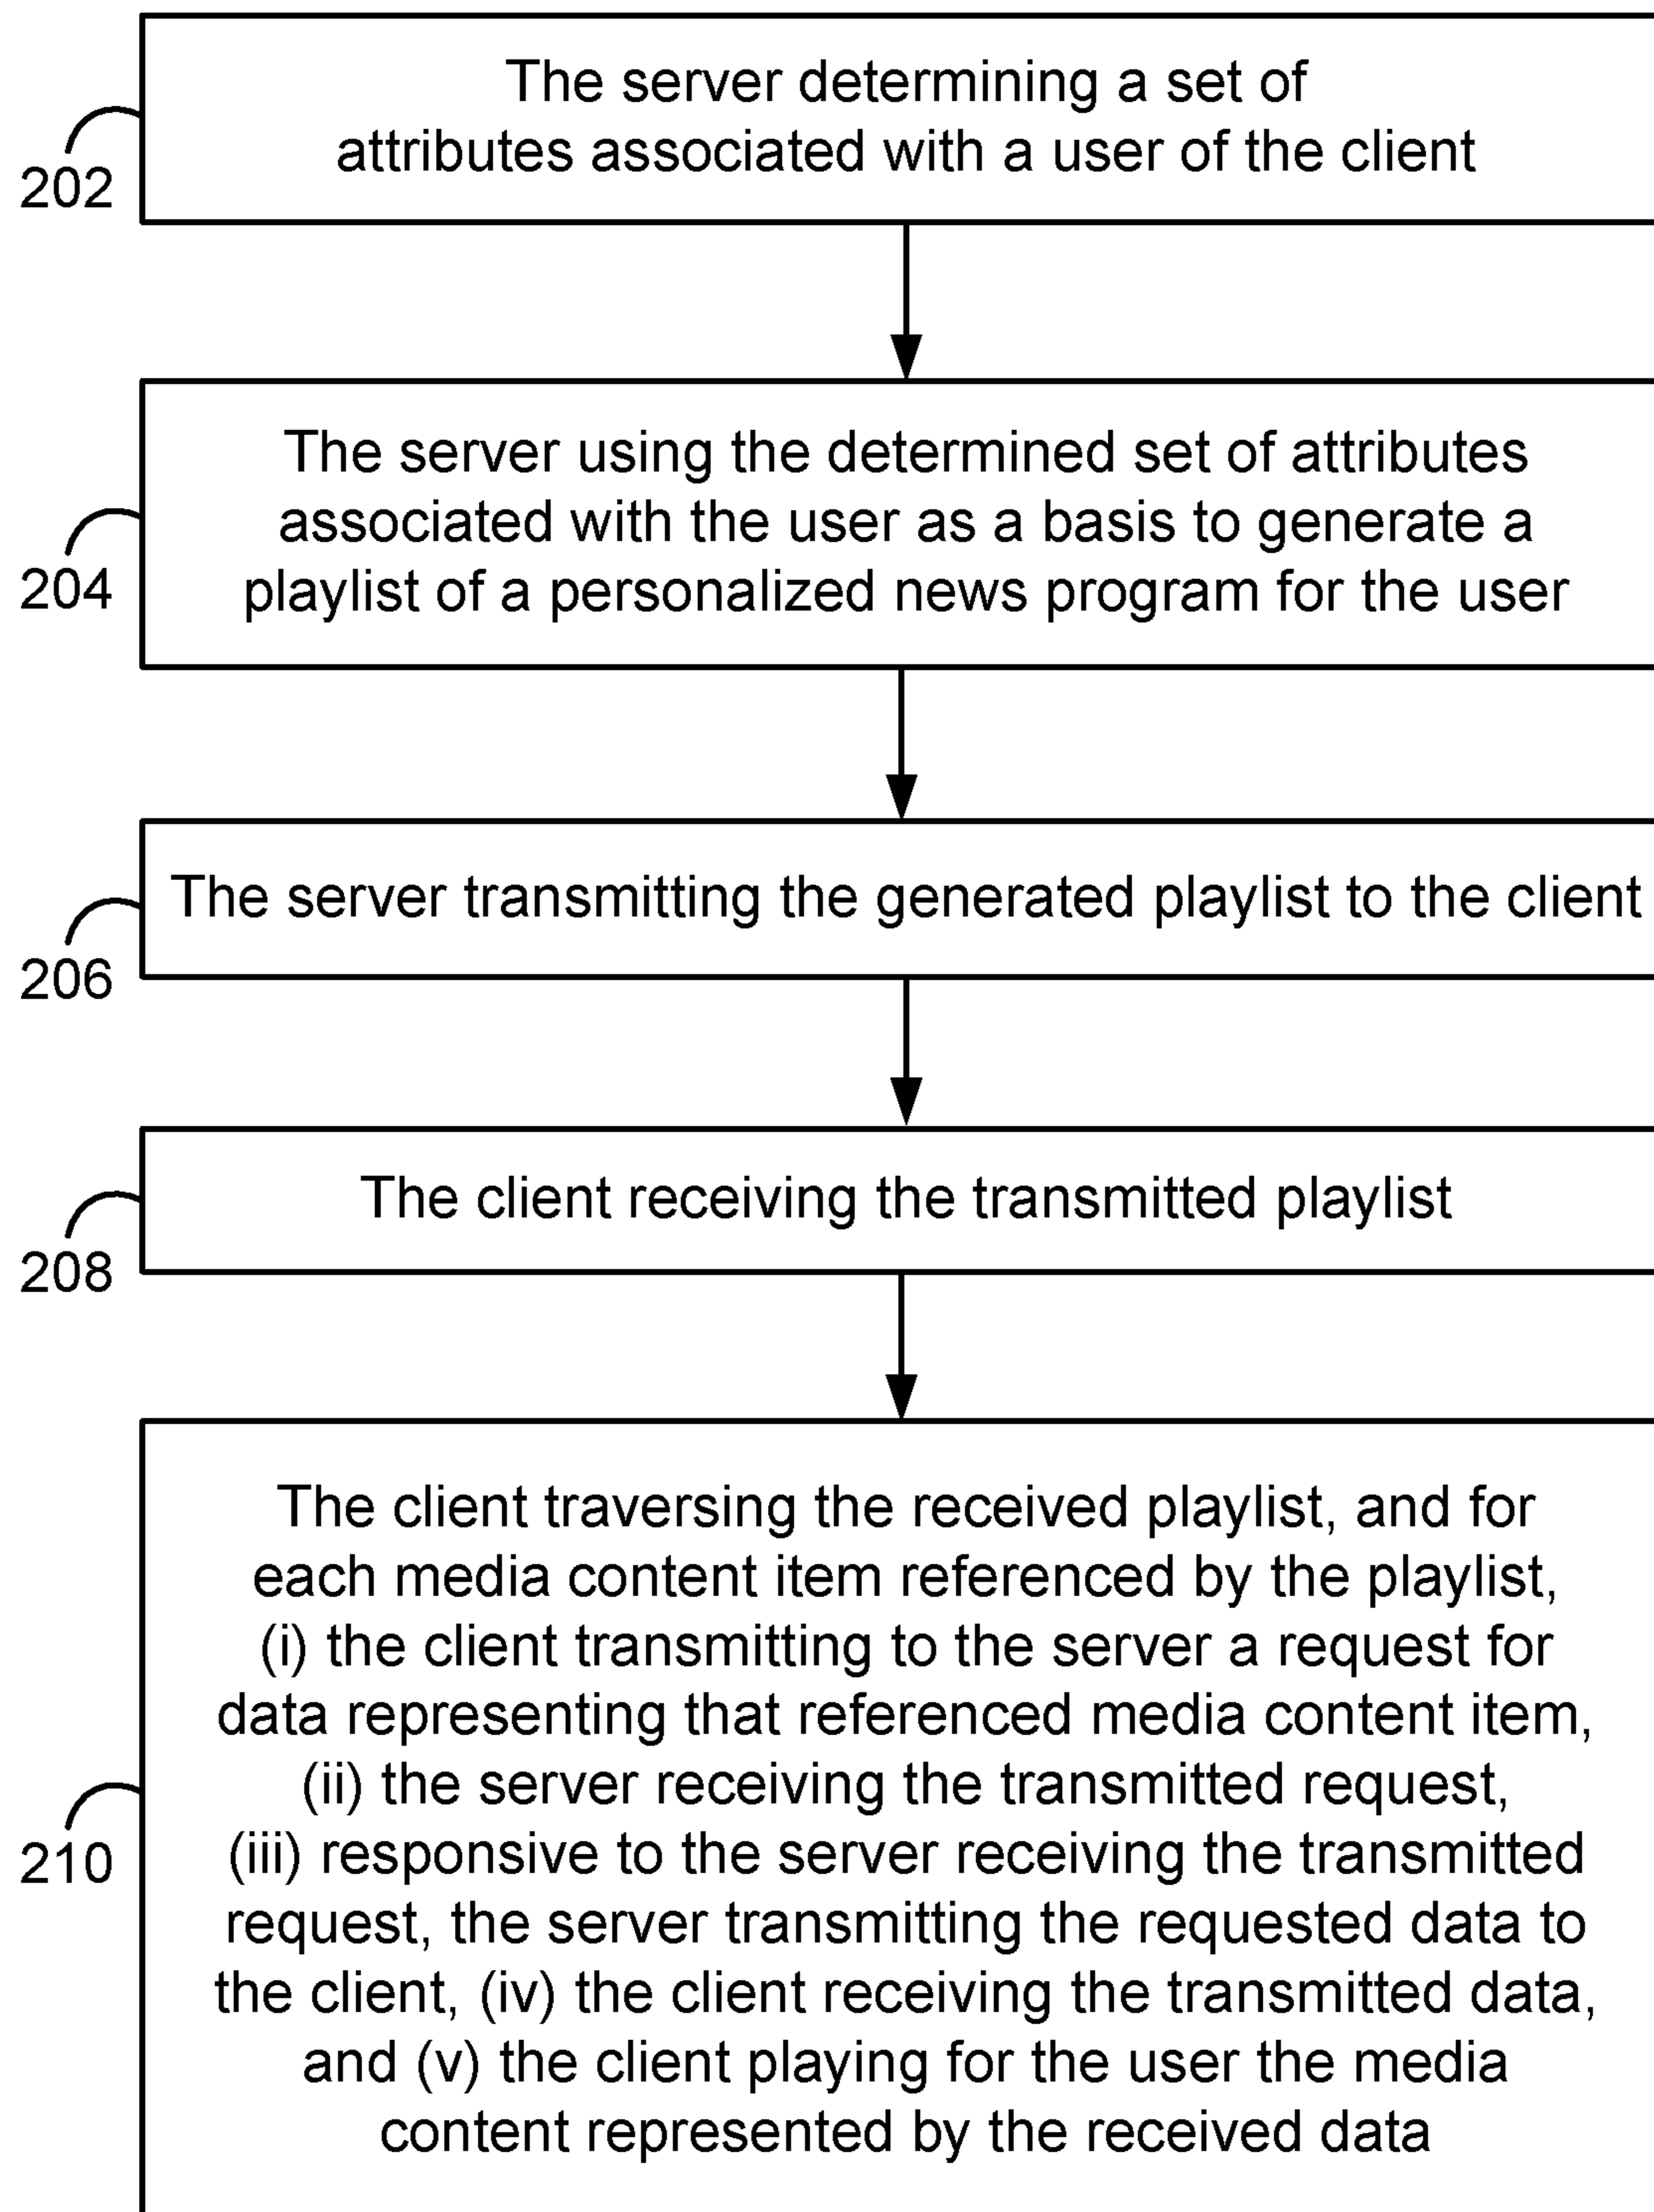 The server determining a set of
attributes associated with a user of the client
202
The server using the determined set of attributes
associated with the user as a basis to generate a
playlist of a personalized news program for the user
204
The server transmitting the generated playlist to the client
206
The client receiving the transmitted playlist
208
The client traversing the received playlist, and for
each media content item referenced by the playlist,
(i) the client transmitting to the server a request for
data representing that referenced media content item,
(ii) the server receiving the transmitted request,
(iii) responsive to the server receiving the transmitted
request, the server transmitting the requested data to
the client, (iv) the client receiving the transmitted data,
and (v) the client playing for the user the media
content represented by the received data
210